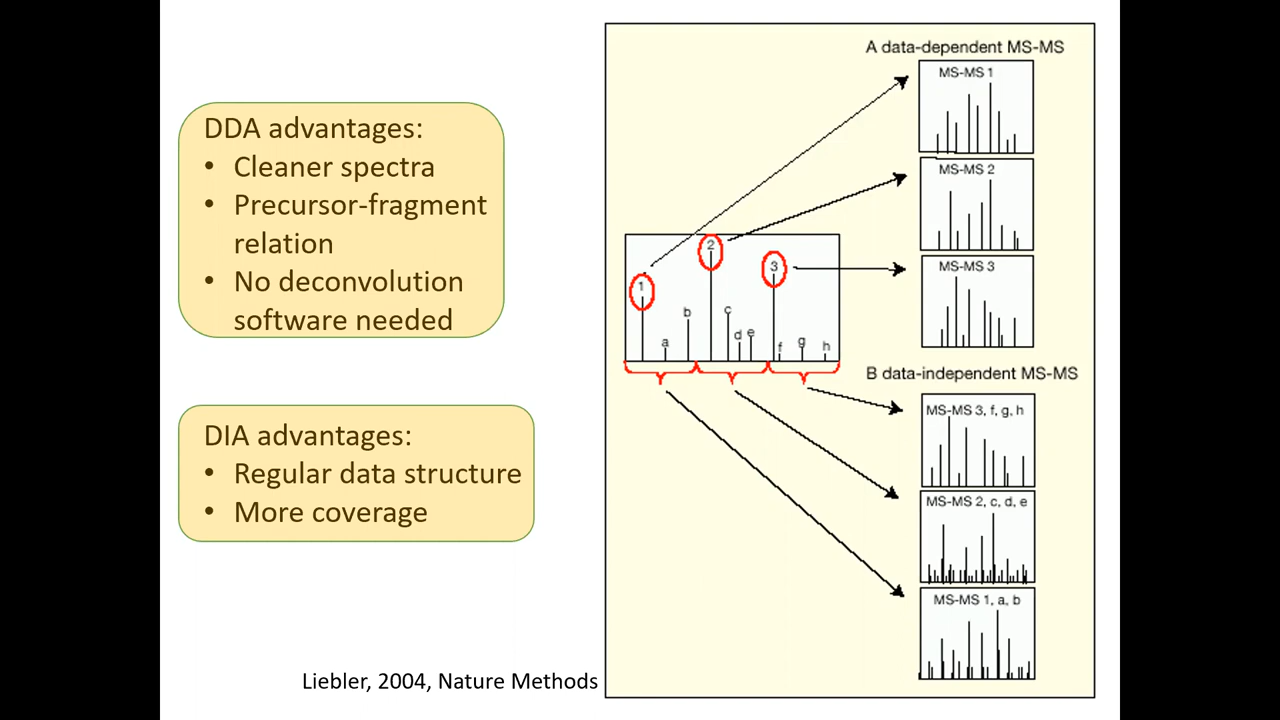 DDA advantages:
• Cleaner spectra
• Precursor-fragment
relation
• No deconvolution
software needed
DIA advantages:
• Regular data structure
• More coverage
Liebler, 2004, Nature Methods
A data-dependent MS-MS
MS-MS 1
MS-MS 2
MS-MS 3
1
a
b
2
c
d
e
3
f
g
h
B data-independent MS-MS
MS-MS 3, f, g, h
MS-MS 2, c, d, e
MS-MS 1, a, b